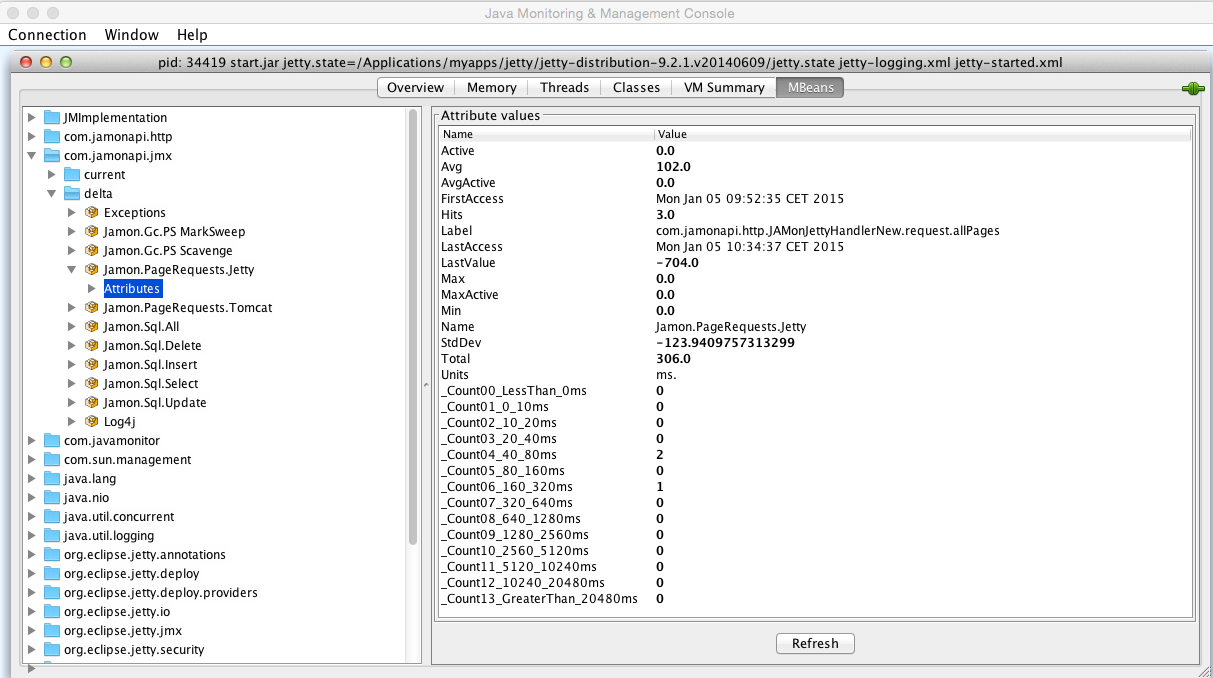 Java Monitoring & Management Console
Connection Window Help
pid: 34419 start.jar jetty.state=/Applications/myapps/jetty/jetty-distribution-9.2.1.v20140609/jetty.state jetty-logging.xml jetty-started.xml
Overview Memory Threads Classes VM Summary MBeans
JMImplementation
com.jamonapi.http
com.jamonapi.jmx
current
delta
Exceptions
Jamon.Gc.PS MarkSweep
Jamon.Gc.PS Scavenge
Jamon.PageRequests.Jetty
Attributes
Jamon.PageRequests.Tomcat
Jamon.Sql.All
Jamon.Sql.Delete
Jamon.Sql.Insert
Jamon.Sql.Select
Jamon.Sql.Update
Log4j
com.javamonitor
com.sun.management
java.lang
java.nio
java.util.concurrent
java.util.logging
org.eclipse.jetty.annotations
org.eclipse.jetty.deploy
org.eclipse.jetty.deploy.providers
org.eclipse.jetty.io
org.eclipse.jetty.jmx
org.eclipse.jetty.security
Attribute values
Name Value
Active 0.0
Avg 102.0
AvgActive 0.0
FirstAccess Mon Jan 05 09:52:35 CET 2015
Hits 3.0
Label com.jamonapi.http.JAMonJettyHandlerNew.request.allPages
LastAccess Mon Jan 05 10:34:37 CET 2015
LastValue -704.0
Max 0.0
MaxActive 0.0
Min 0.0
Name Jamon.PageRequests.Jetty
StdDev -123.9409757313299
Total 306.0
Units ms.
_Count00_LessThan_0ms 0
_Count01_0_10ms 0
_Count02_10_20ms 0
_Count03_20_40ms 0
_Count04_40_80ms 2
_Count05_80_160ms 0
_Count06_160_320ms 1
_Count07_320_640ms 0
_Count08_640_1280ms 0
_Count09_1280_2560ms 0
_Count10_2560_5120ms 0
_Count11_5120_10240ms 0
_Count12_10240_20480ms 0
_Count13_GreaterThan_20480ms 0
Refresh